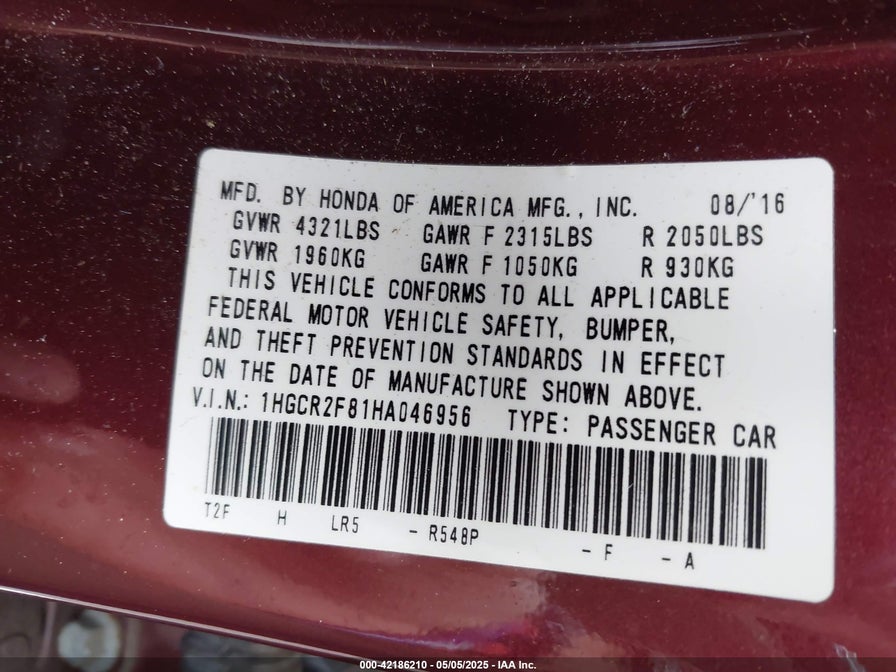 MFD. BY HONDA OF AMERICA MFG., INC. 08/'16
GVWR 4321LBS GAWR F 2315LBS R 2050LBS
GVWR 1960KG GAWR F 1050KG R 930KG
THIS VEHICLE CONFORMS TO ALL APPLICABLE
FEDERAL MOTOR VEHICLE SAFETY, BUMPER,
AND THEFT PREVENTION STANDARDS IN EFFECT
ON THE DATE OF MANUFACTURE SHOWN ABOVE.
V.I.N.: 1HGCR2F81HA046956 TYPE: PASSENGER CAR
T2F H LR5 - R548P - F - A
000-42186210 - 05/05/2025 - IAA Inc.